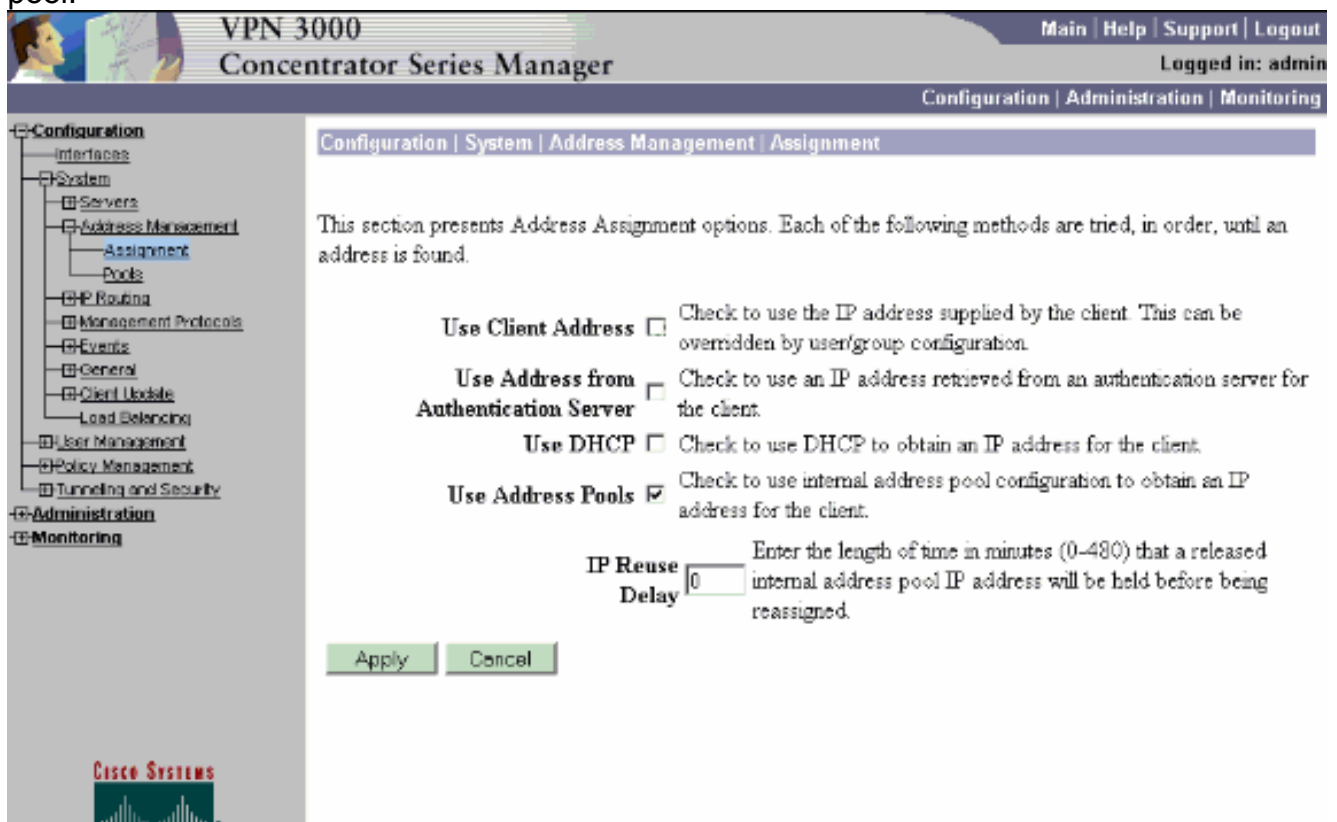 pool.
VPN 3000
Concentrator Series Manager
Main | Help | Support | Logout
Logged in: admin
Configuration | Administration | Monitoring
Configuration
Interfaces
System
Servers
Address Management
Assignment
Pools
IP Routing
Management Protocols
Events
General
Client Update
Load Balancing
User Management
Policy Management
Tunneling and Security
Administration
Monitoring
Cisco Systems
Configuration | System | Address Management | Assignment
This section presents Address Assignment options. Each of the following methods are tried, in order, until an
address is found.
Use Client Address
Check to use the IP address supplied by the client. This can be
overridden by user/group configuration.
Use Address from
Authentication Server
Check to use an IP address retrieved from an authentication server for
the client.
Use DHCP
Check to use DHCP to obtain an IP address for the client.
Use Address Pools
Check to use internal address pool configuration to obtain an IP
address for the client.
IP Reuse
Delay
0
Enter the length of time in minutes (0-480) that a released
internal address pool IP address will be held before being
reassigned.
Apply
Cancel